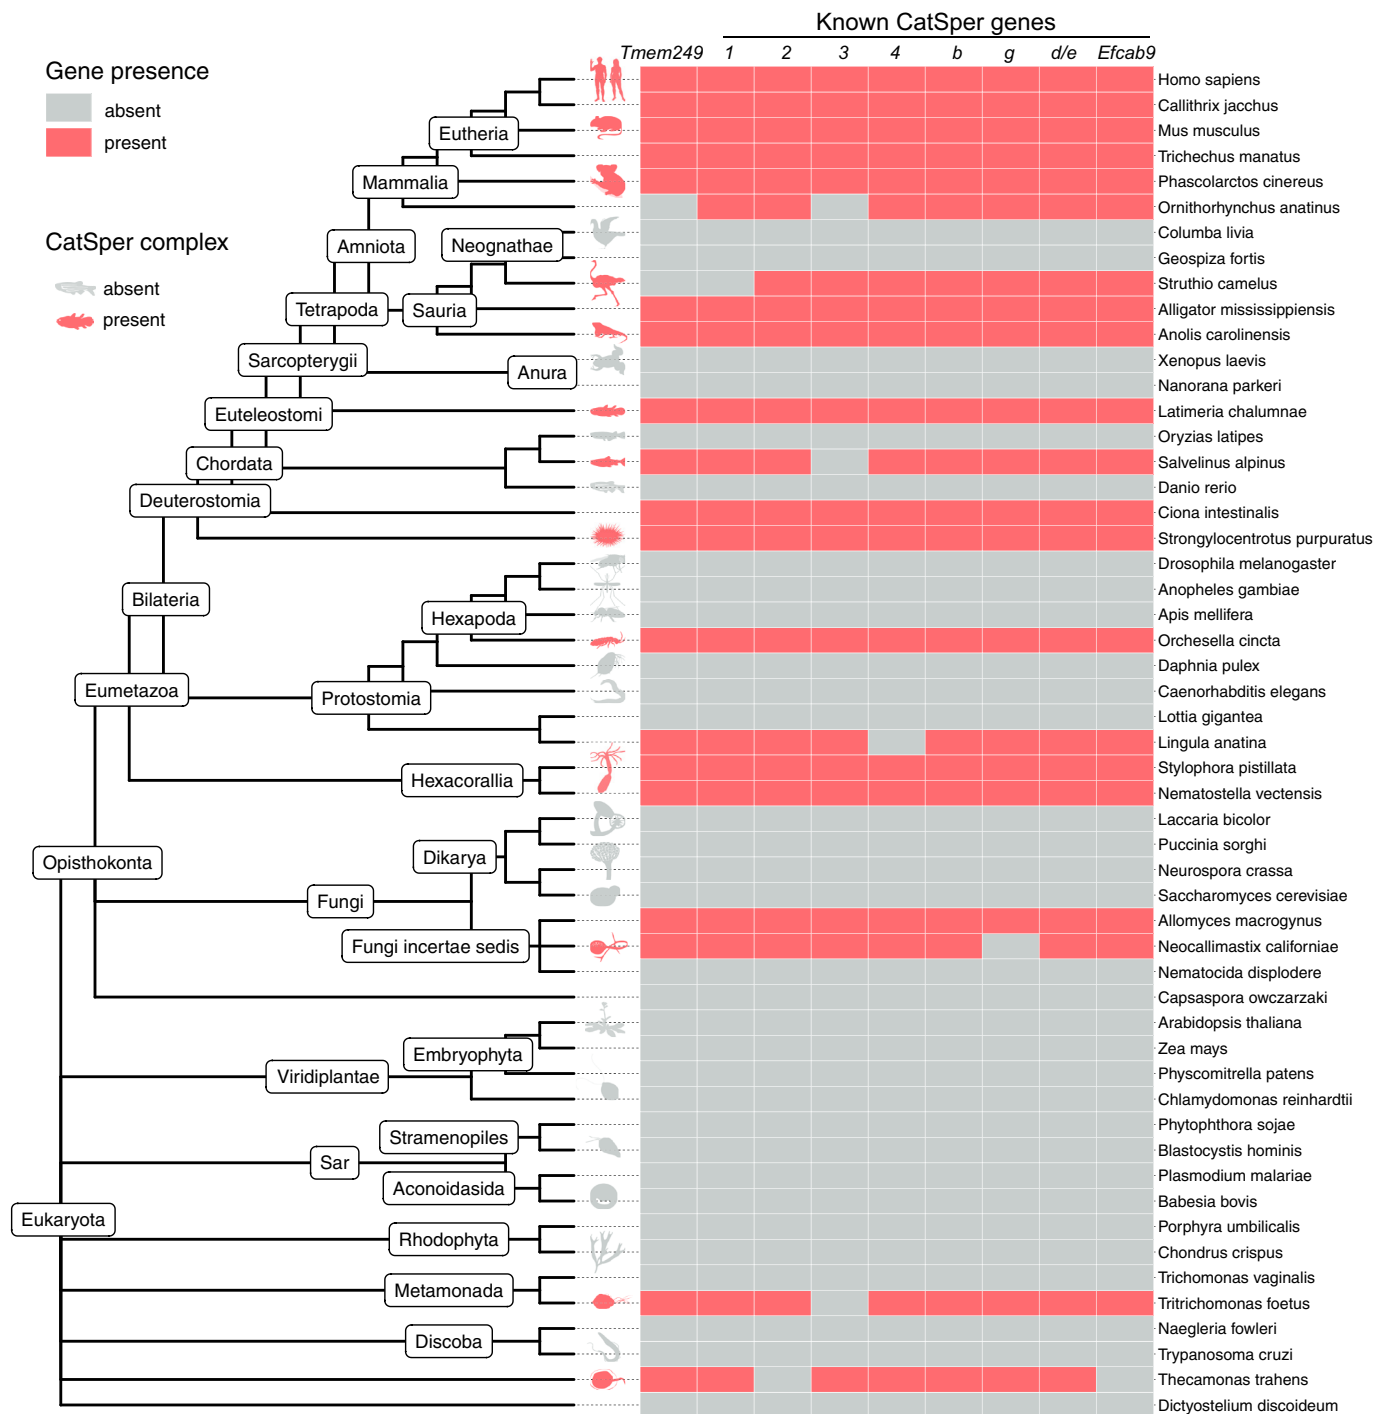 Known CatSper genes
Tmem249 1 2 3 4 b g d/e Efcab9
Gene presence
absent
present
CatSper complex
absent
present
Eutheria
Mammalia
Amniota
Neognathae
Tetrapoda
Sauria
Sarcopterygii
Anura
Euteleostomi
Chordata
Deuterostomia
Bilateria
Hexapoda
Eumetazoa
Protostomia
Hexacorallia
Opisthokonta
Dikarya
Fungi
Fungi incertae sedis
Embryophyta
Viridiplantae
Stramenopiles
Sar
Aconoidasida
Eukaryota
Rhodophyta
Metamonada
Discoba
Homo sapiens
Callithrix jacchus
Mus musculus
Trichechus manatus
Phascolarctos cinereus
Ornithorhynchus anatinus
Columba livia
Geospiza fortis
Struthio camelus
Alligator mississippiensis
Anolis carolinensis
Xenopus laevis
Nanorana parkeri
Latimeria chalumnae
Oryzias latipes
Salvelinus alpinus
Danio rerio
Ciona intestinalis
Strongylocentrotus purpuratus
Drosophila melanogaster
Anopheles gambiae
Apis mellifera
Orchesella cincta
Daphnia pulex
Caenorhabditis elegans
Lottia gigantea
Lingula anatina
Stylophora pistillata
Nematostella vectensis
Laccaria bicolor
Puccinia sorghi
Neurospora crassa
Saccharomyces cerevisiae
Allomyces macrogynus
Neocallimastix californiae
Nematocida displodere
Capsaspora owczarzaki
Arabidopsis thaliana
Zea mays
Physcomitrella patens
Chlamydomonas reinhardtii
Phytophthora sojae
Blastocystis hominis
Plasmodium malariae
Babesia bovis
Porphyra umbilicalis
Chondrus crispus
Trichomonas vaginalis
Tritrichomonas foetus
Naegleria fowleri
Trypanosoma cruzi
Thecamonas trahens
Dictyostelium discoideum